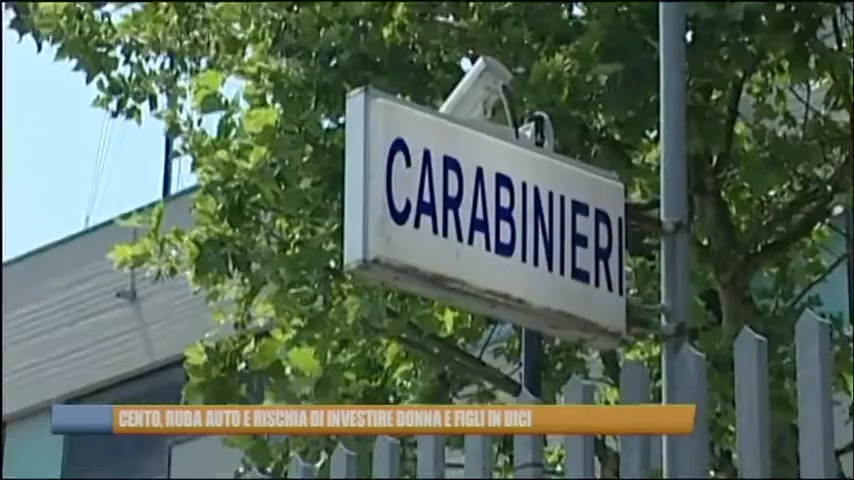 CARABINIERI
CENTO, RUBA AUTO E RISCHIA DI INVESTIRE DONNA E FIGLI IN BICI